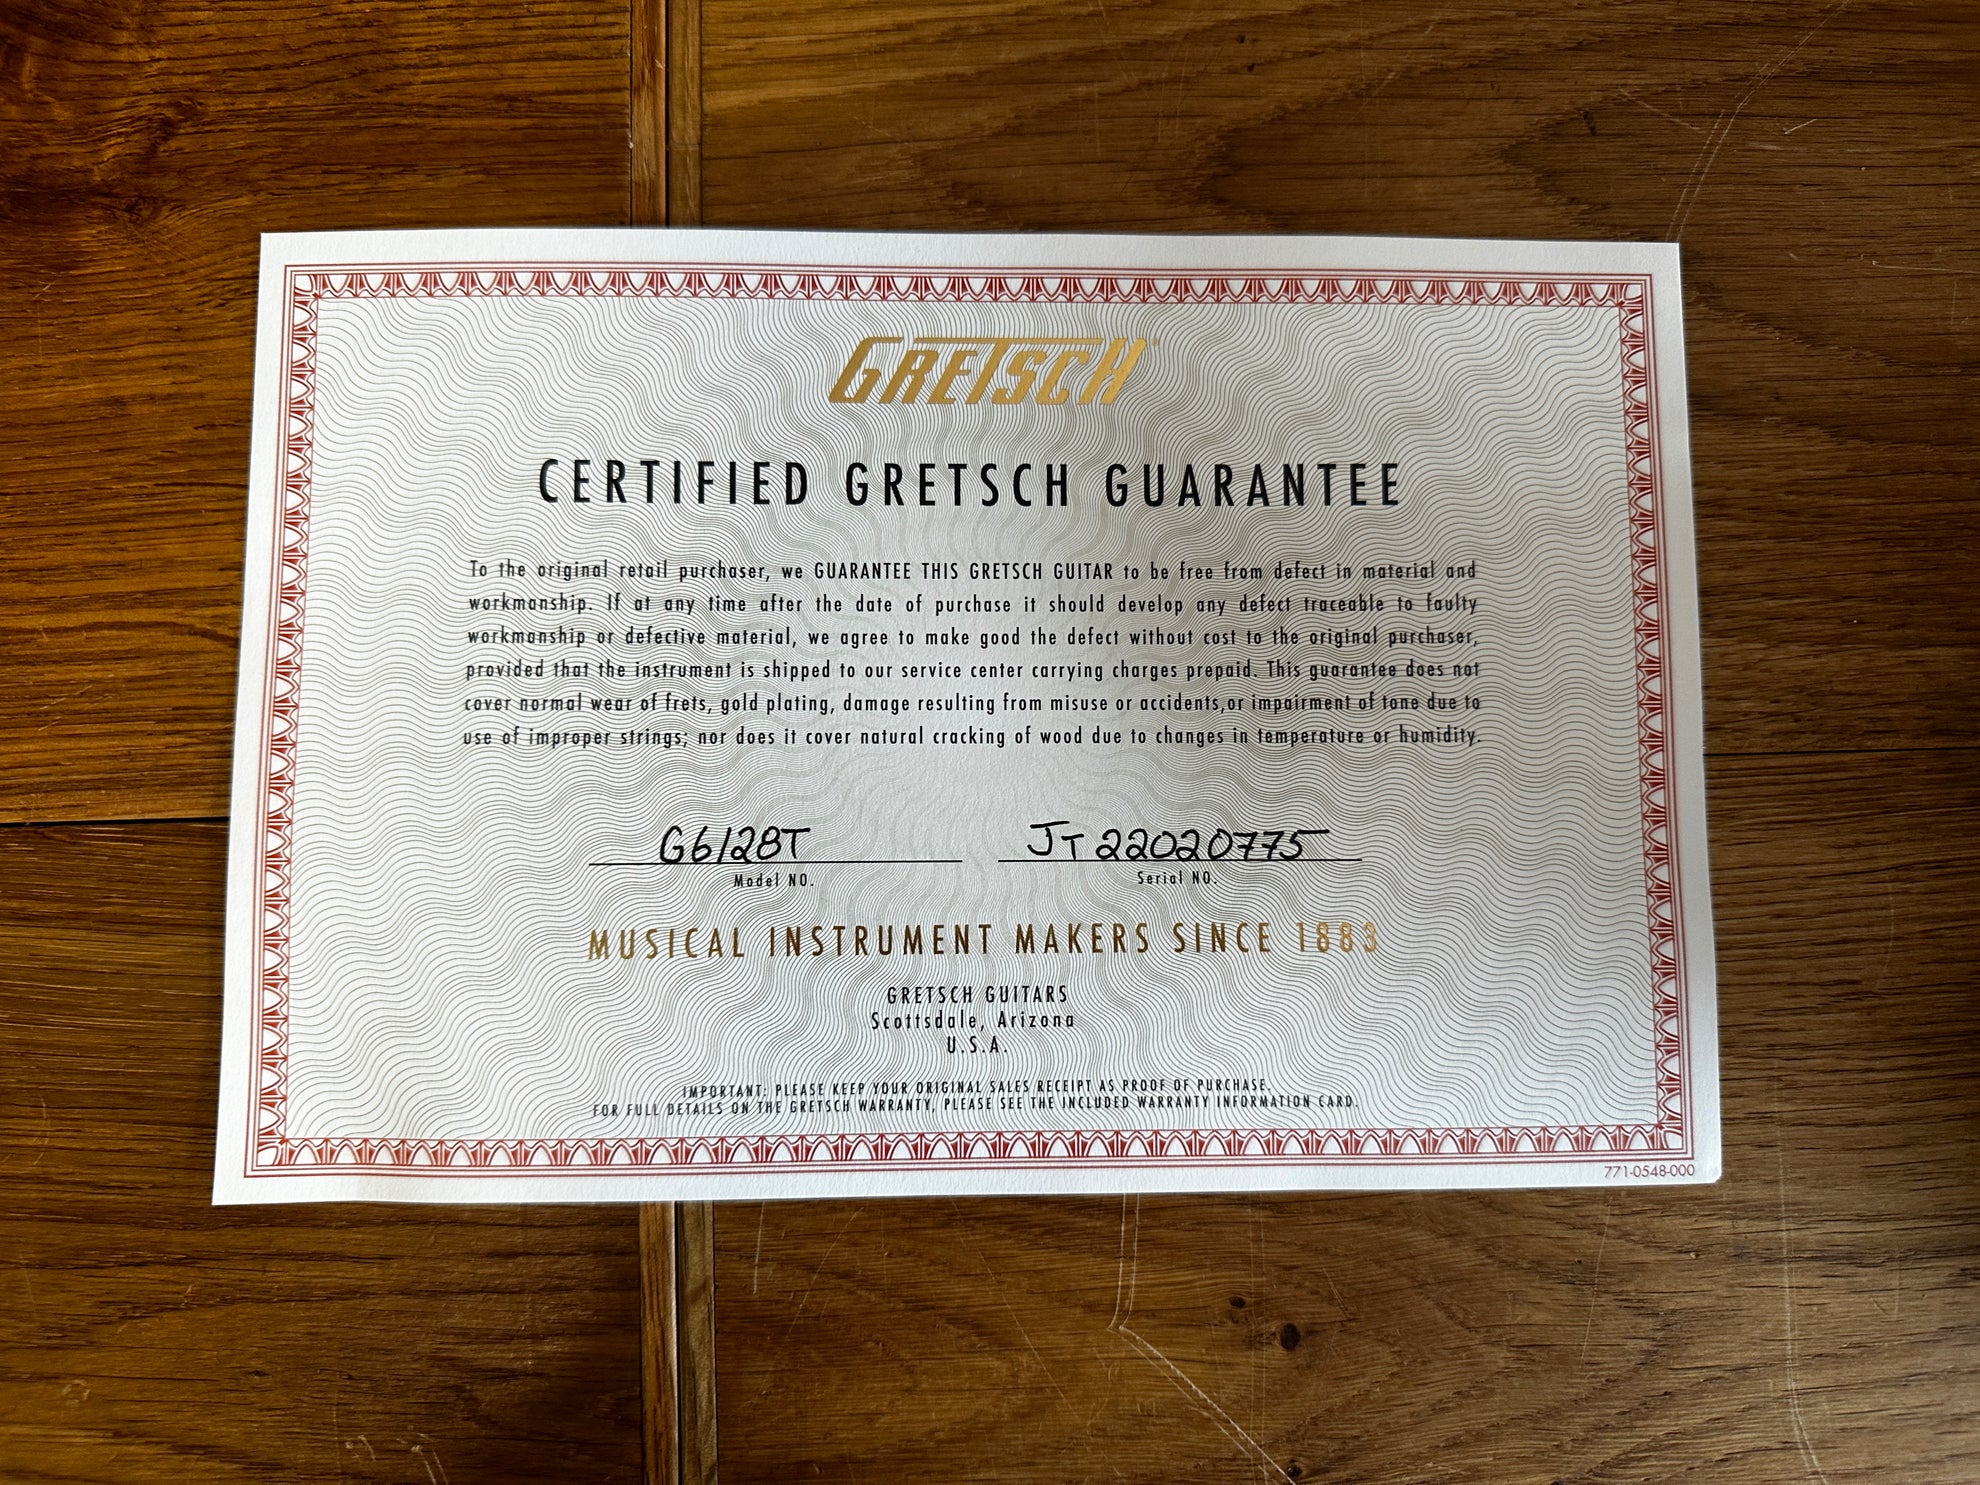 GRETSCH®
CERTIFIED GRETSCH GUARANTEE
To the original retail purchaser, we GUARANTEE THIS GRETSCH GUITAR to be free from defect in material and
workmanship. If at any time after the date of purchase it should develop any defect traceable to faulty
workmanship or defective material, we agree to make good the defect without cost to the original purchaser,
provided that the instrument is shipped to our service center carrying charges prepaid. This guarantee does not
cover normal wear of frets, gold plating, damage resulting from misuse or accidents,or impairment of tone due to
use of improper strings; nor does it cover natural cracking of wood due to changes in temperature or humidity.
G6128T JT22020775
Model NO. Serial NO.
MUSICAL INSTRUMENT MAKERS SINCE 1883
GRETSCH GUITARS
Scottsdale, Arizona
U.S.A.
IMPORTANT: PLEASE KEEP YOUR ORIGINAL SALES RECEIPT AS PROOF OF PURCHASE.
FOR FULL DETAILS ON THE GRETSCH WARRANTY, PLEASE SEE THE INCLUDED WARRANTY INFORMATION CARD.
771-0548-000